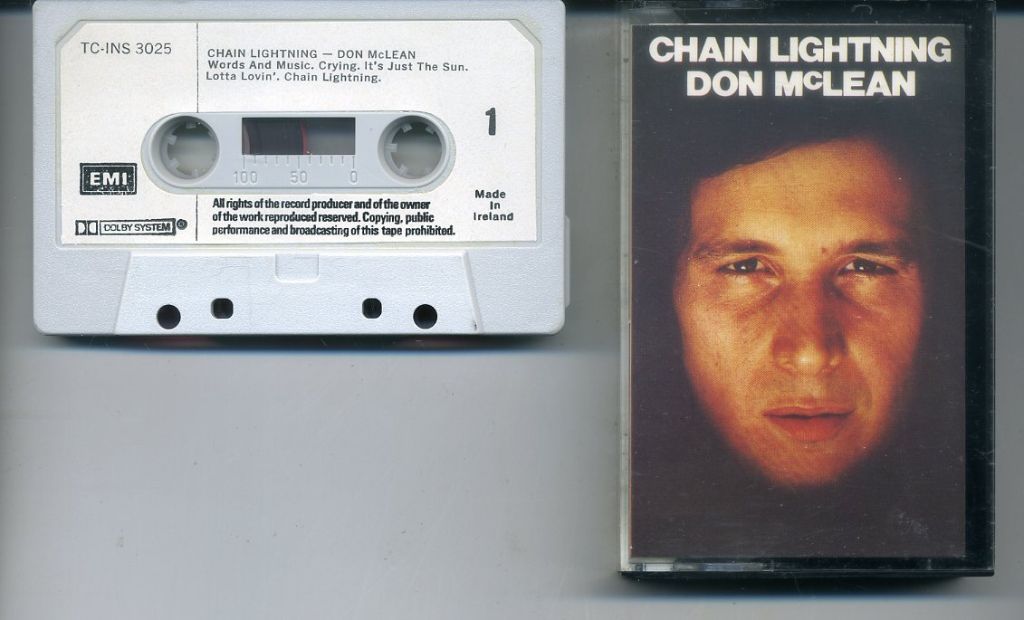 TC-INS 3025
CHAIN LIGHTNING — DON McLEAN
Words And Music. Crying. It's Just The Sun.
Lotta Lovin'. Chain Lightning.
1
100 50 0
EMI
Made
In
Ireland
DOLBY SYSTEM ®
All rights of the record producer and of the owner
of the work reproduced reserved. Copying, public
performance and broadcasting of this tape prohibited.
CHAIN LIGHTNING
DON McLEAN